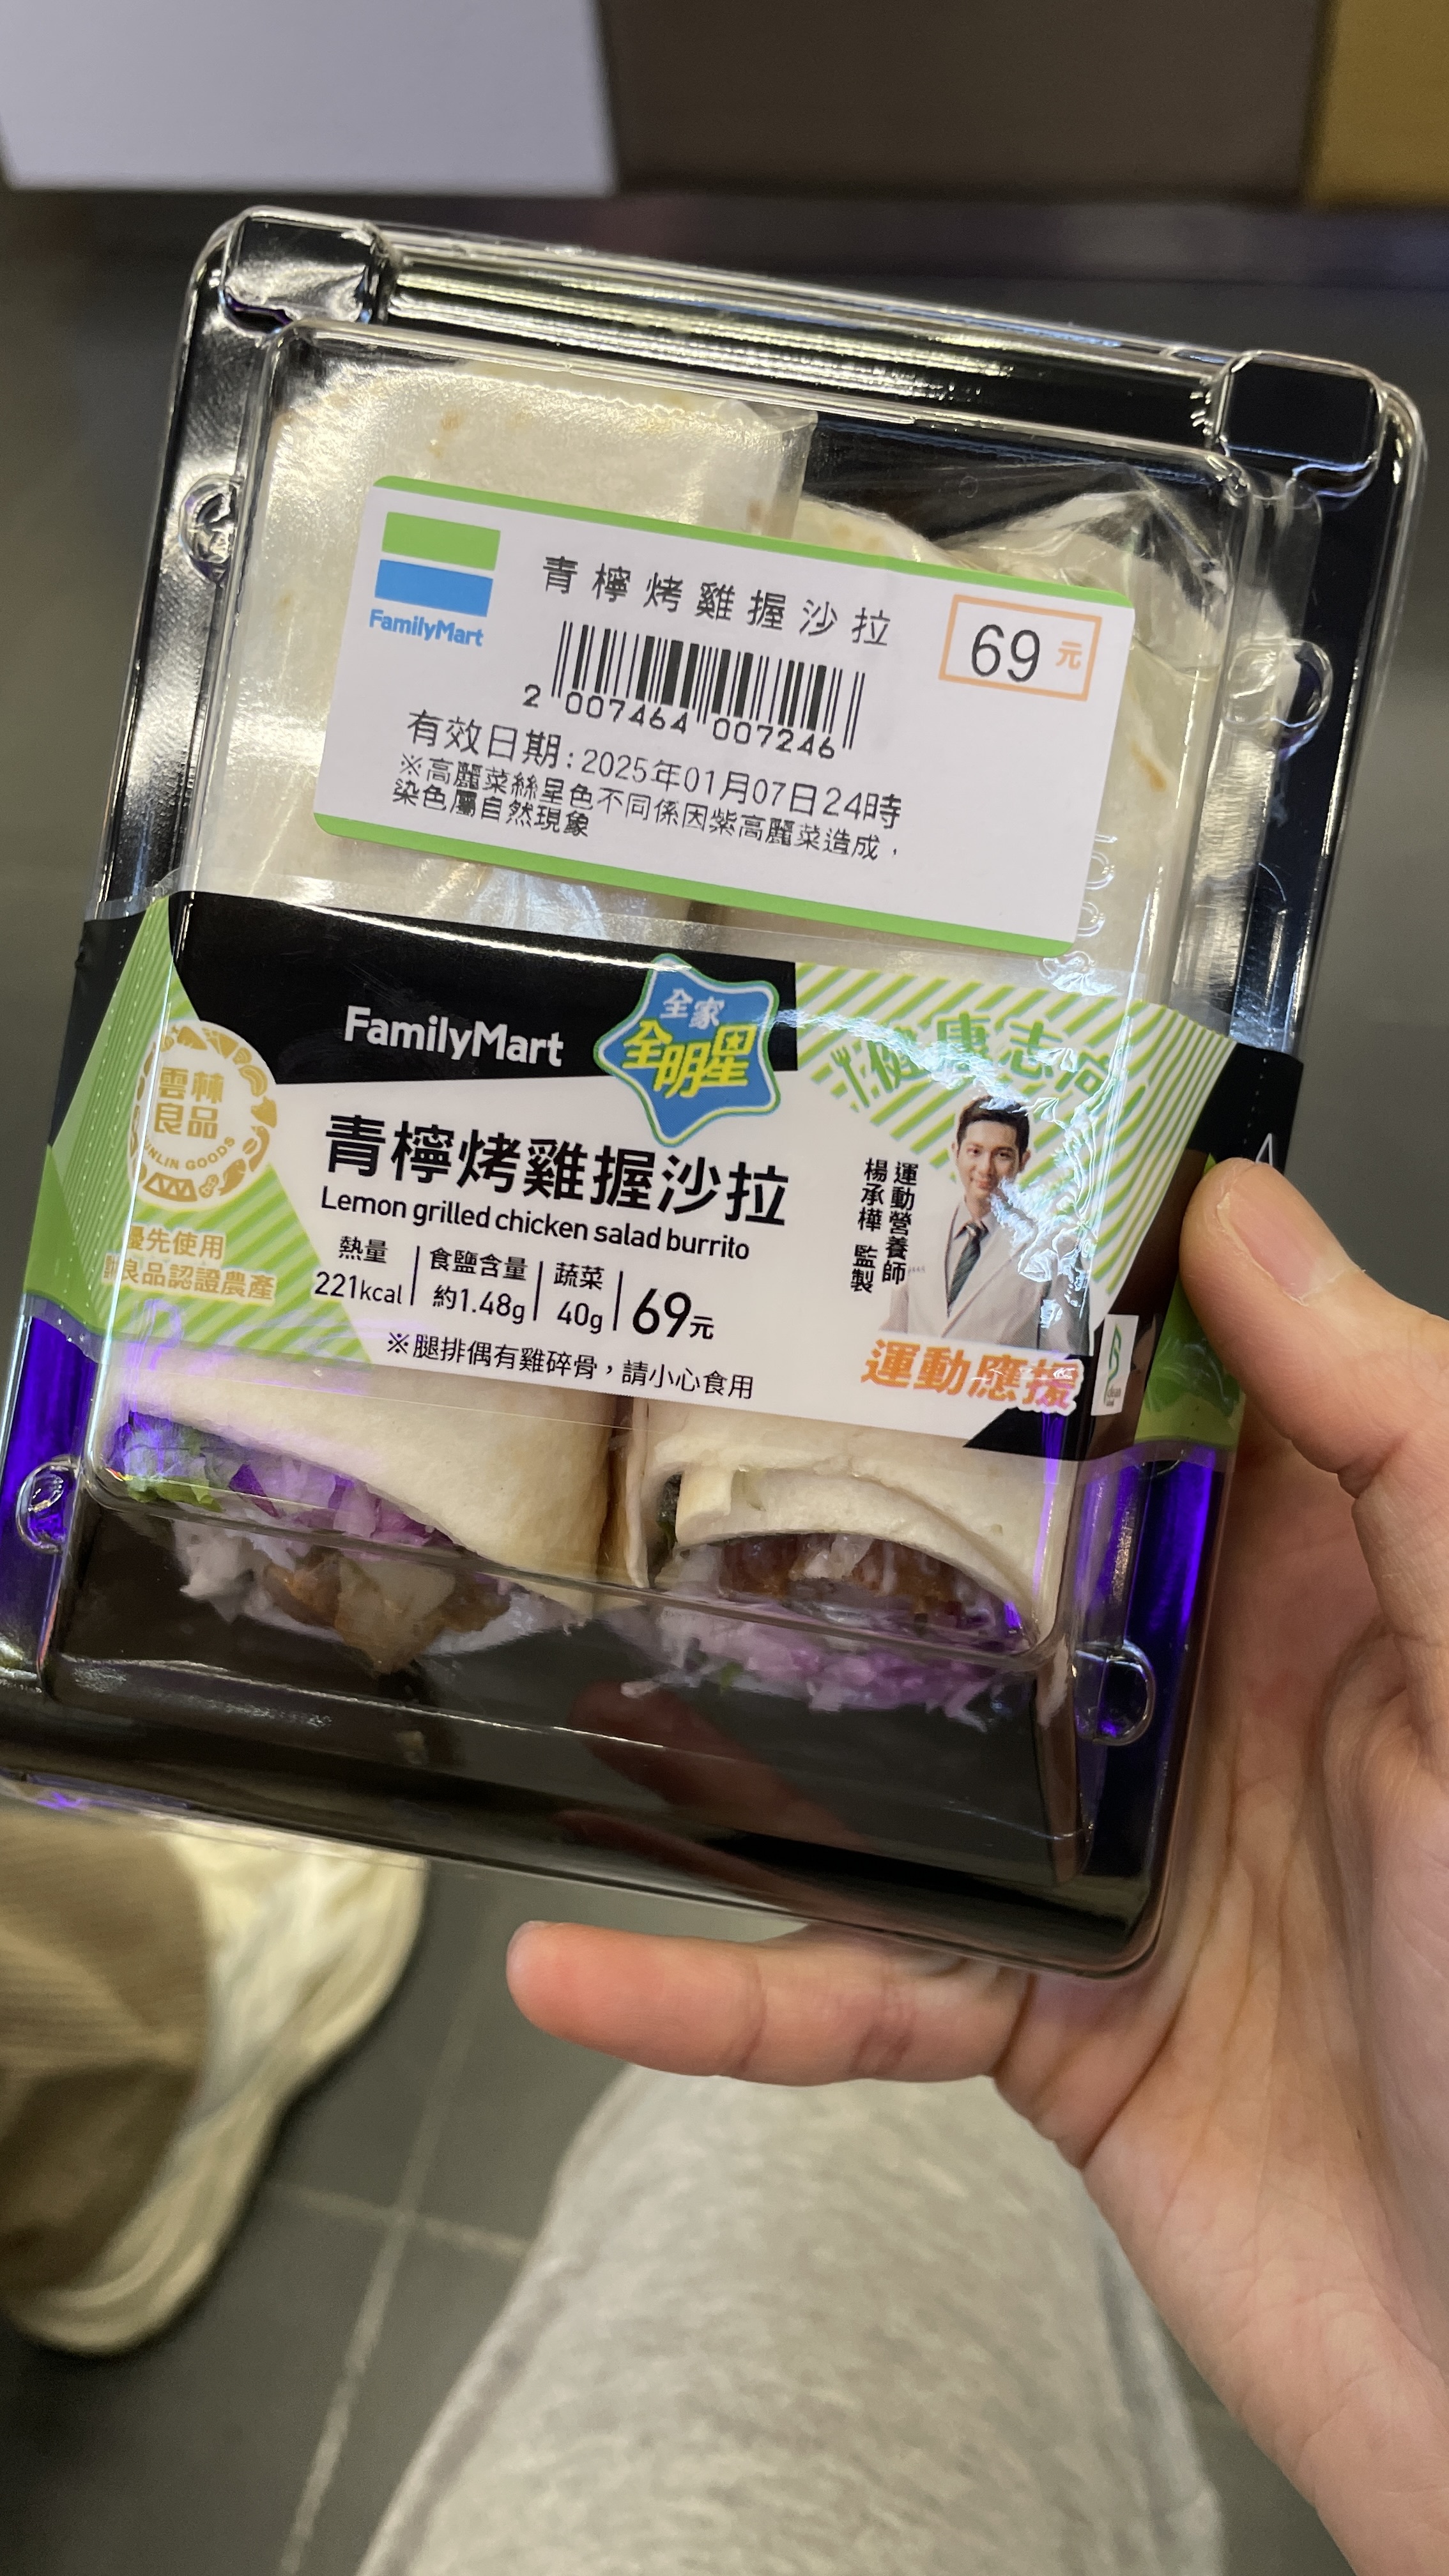 FamilyMart
青檸烤雞握沙拉
69元
2 007464 007246
有效日期:2025年01月07日24時
※高麗菜絲呈色不同係因紫高麗菜造成,
染色屬自然現象
FamilyMart
全家
全明星
健康志向
雲林
良品
YUNLIN GOODS
優先使用
良品認證農產
青檸烤雞握沙拉
Lemon grilled chicken salad burrito
熱量
221kcal
食鹽含量
約1.48g
蔬菜
40g
69元
※腿排偶有雞碎骨,請小心食用
運動營養師
楊承樺 監製
運動應援
clean